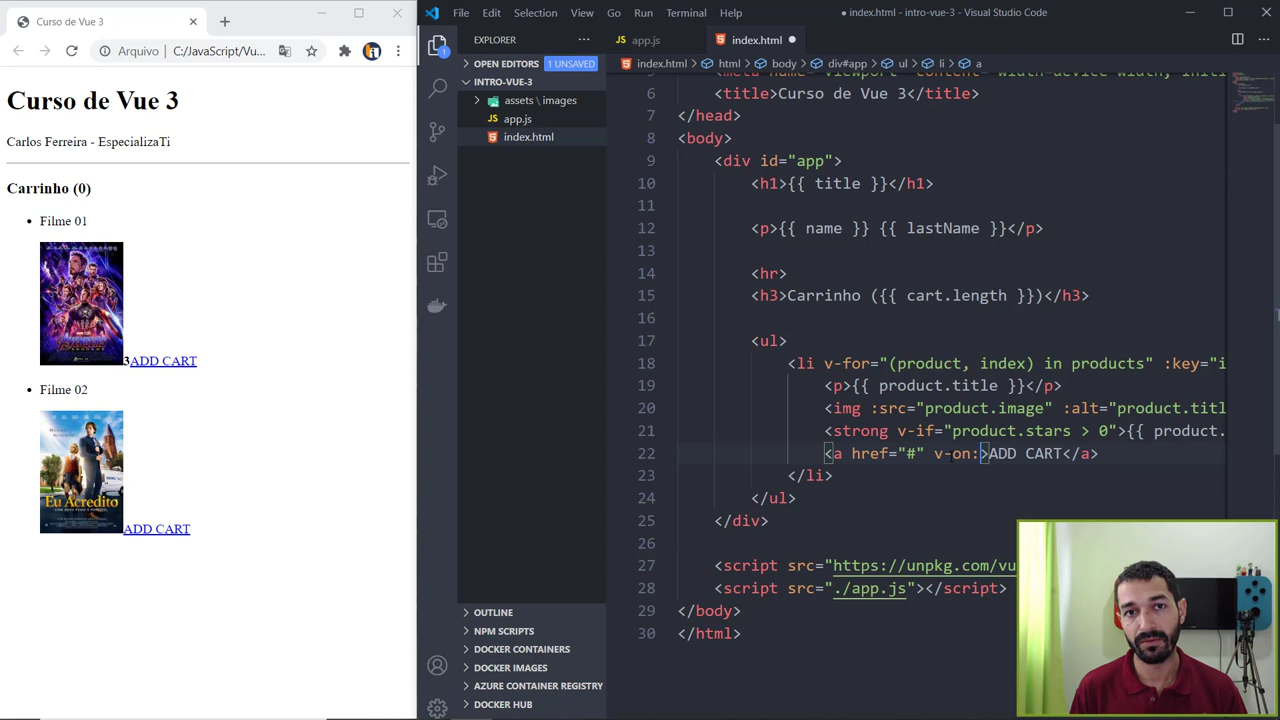 Curso de Vue 3
Arquivo
C:/JavaScript/Vu...
Curso de Vue 3
Carlos Ferreira - EspecializaTi
Carrinho (0)
Filme 01
3ADD CART
Filme 02
Eu Acredito
ADD CART
File Edit Selection View Go Run Terminal Help
● index.html - intro-vue-3 - Visual Studio Code
EXPLORER
1
OPEN EDITORS 1 UNSAVED
INTRO-VUE-3
assets \ images
JS app.js
index.html
OUTLINE
NPM SCRIPTS
DOCKER CONTAINERS
DOCKER IMAGES
AZURE CONTAINER REGISTRY
DOCKER HUB
JS app.js
index.html ●
index.html > html > body > div#app > ul > li > a
6 <title>Curso de Vue 3</title>
7 </head>
8 <body>
9 <div id="app">
10 <h1>{{ title }}</h1>
11
12 <p>{{ name }} {{ lastName }}</p>
13
14 <hr>
15 <h3>Carrinho ({{ cart.length }})</h3>
16
17 <ul>
18 <li v-for="(product, index) in products" :key="i
19 <p>{{ product.title }}</p>
20 <img :src="product.image" :alt="product.titl
21 <strong v-if="product.stars > 0">{{ product.
22 <a href="#" v-on:>ADD CART</a>
23 </li>
24 </ul>
25 </div>
26
27 <script src="https://unpkg.com/vu
28 <script src="./app.js"></script>
29 </body>
30 </html>